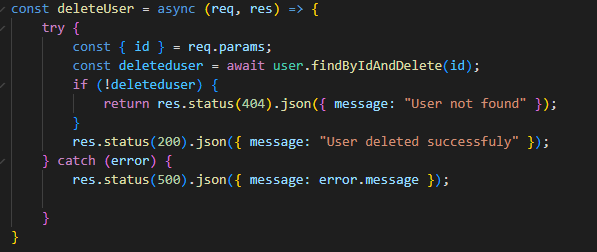 const deleteUser = async (req, res) => {
    try {
        const { id } = req.params;
        const deleteduser = await user.findByIdAndDelete(id);
        if (!deleteduser) {
            return res.status(404).json({ message: "User not found" });
        }
        res.status(200).json({ message: "User deleted successfuly" });
    } catch (error) {
        res.status(500).json({ message: error.message });

    }
}